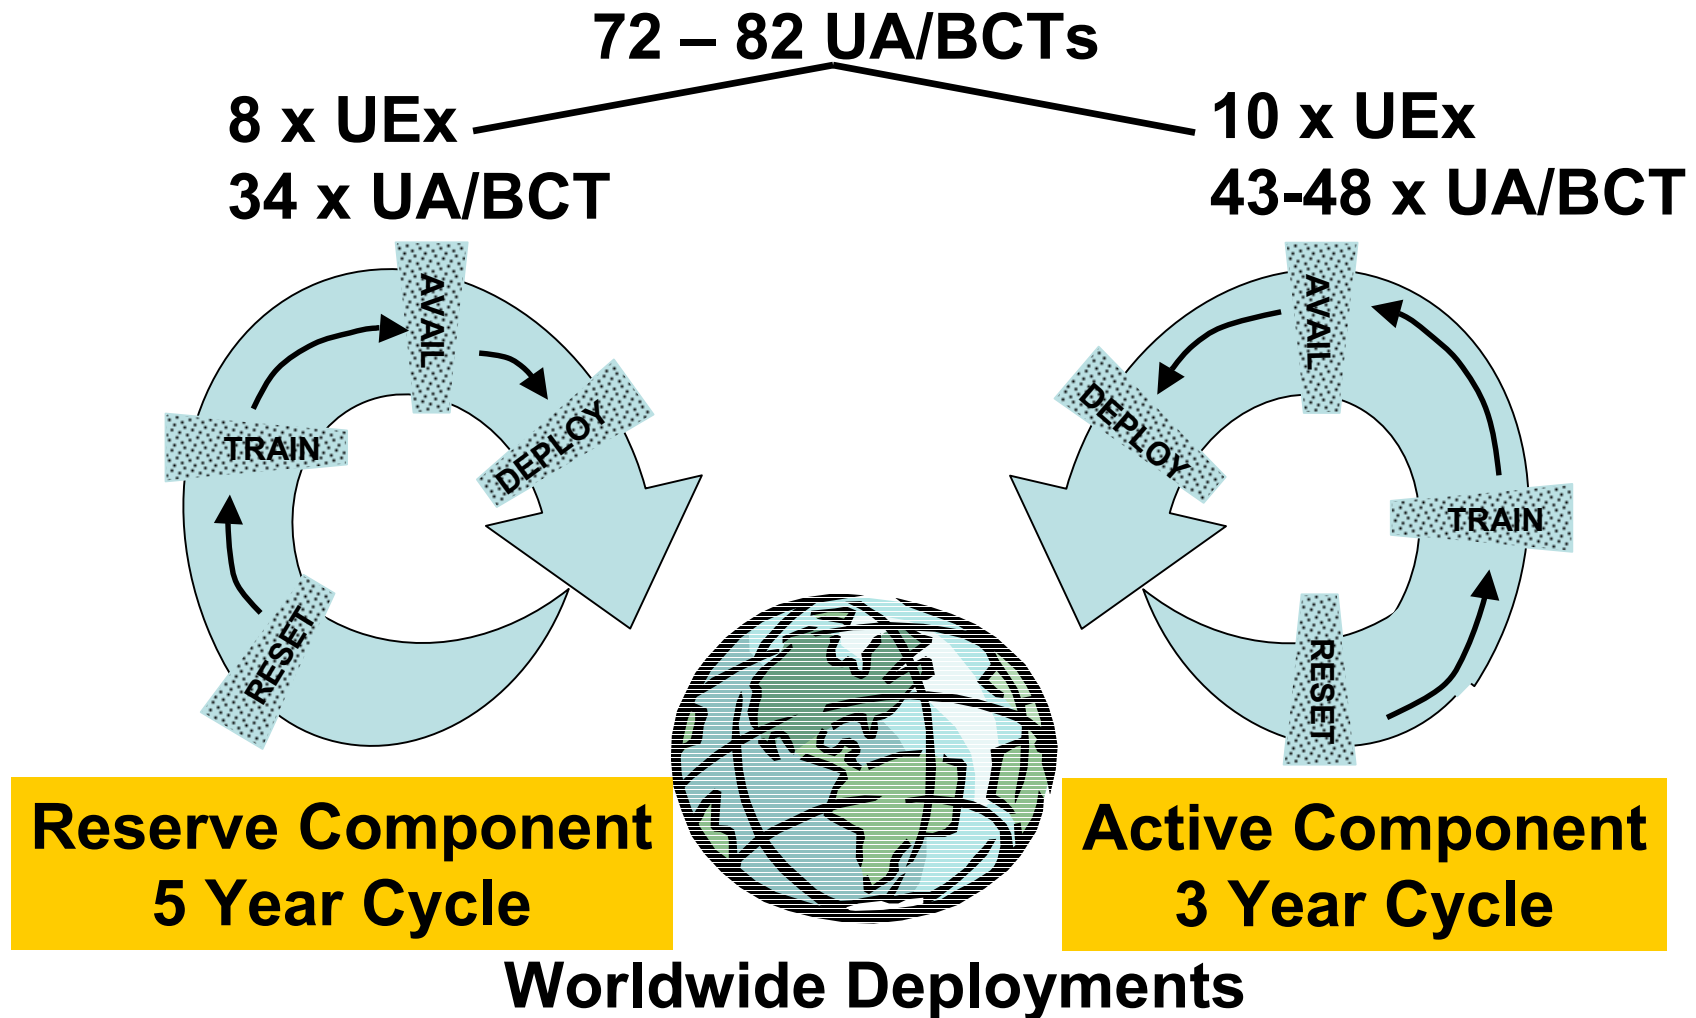 72 – 82 UA/BCTs
8 x UEx
34 x UA/BCT
10 x UEx
43-48 x UA/BCT
AVAIL
TRAIN
DEPLOY
RESET
AVAIL
DEPLOY
TRAIN
RESET
Reserve Component
5 Year Cycle
Active Component
3 Year Cycle
Worldwide Deployments